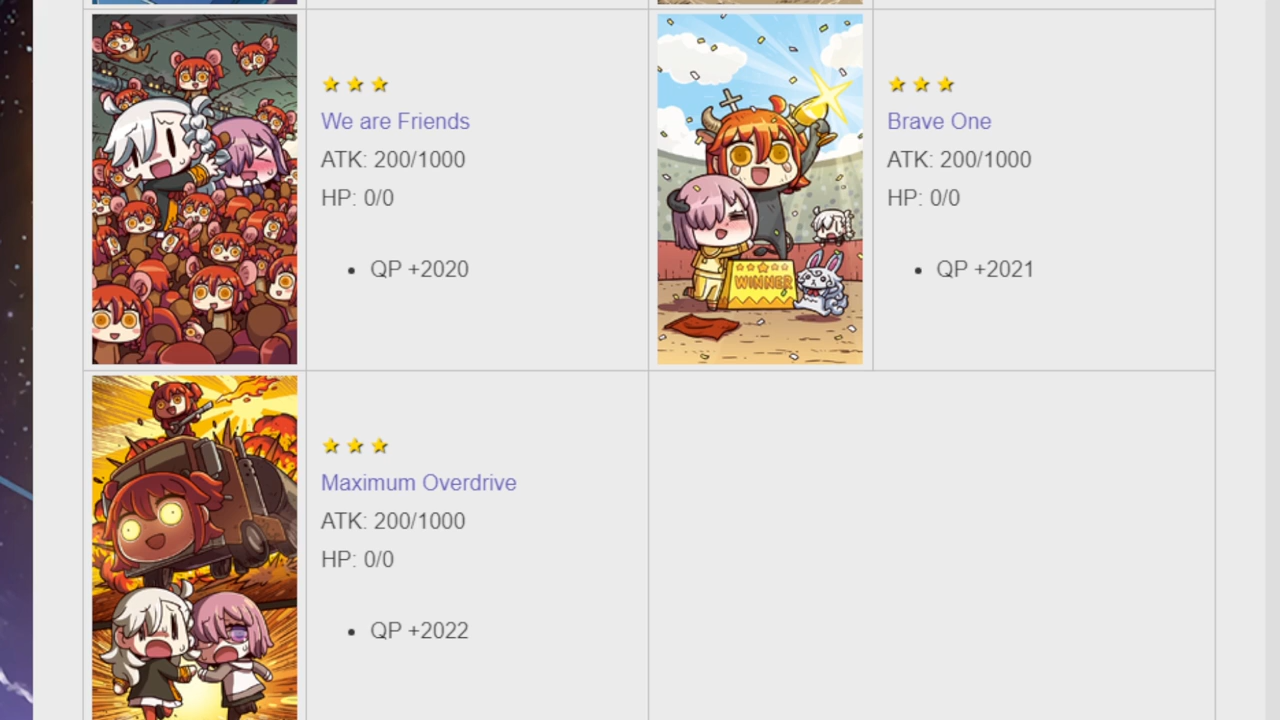 We are Friends
ATK: 200/1000
HP: 0/0
• QP +2020
WINNER
Brave One
ATK: 200/1000
HP: 0/0
• QP +2021
Maximum Overdrive
ATK: 200/1000
HP: 0/0
• QP +2022